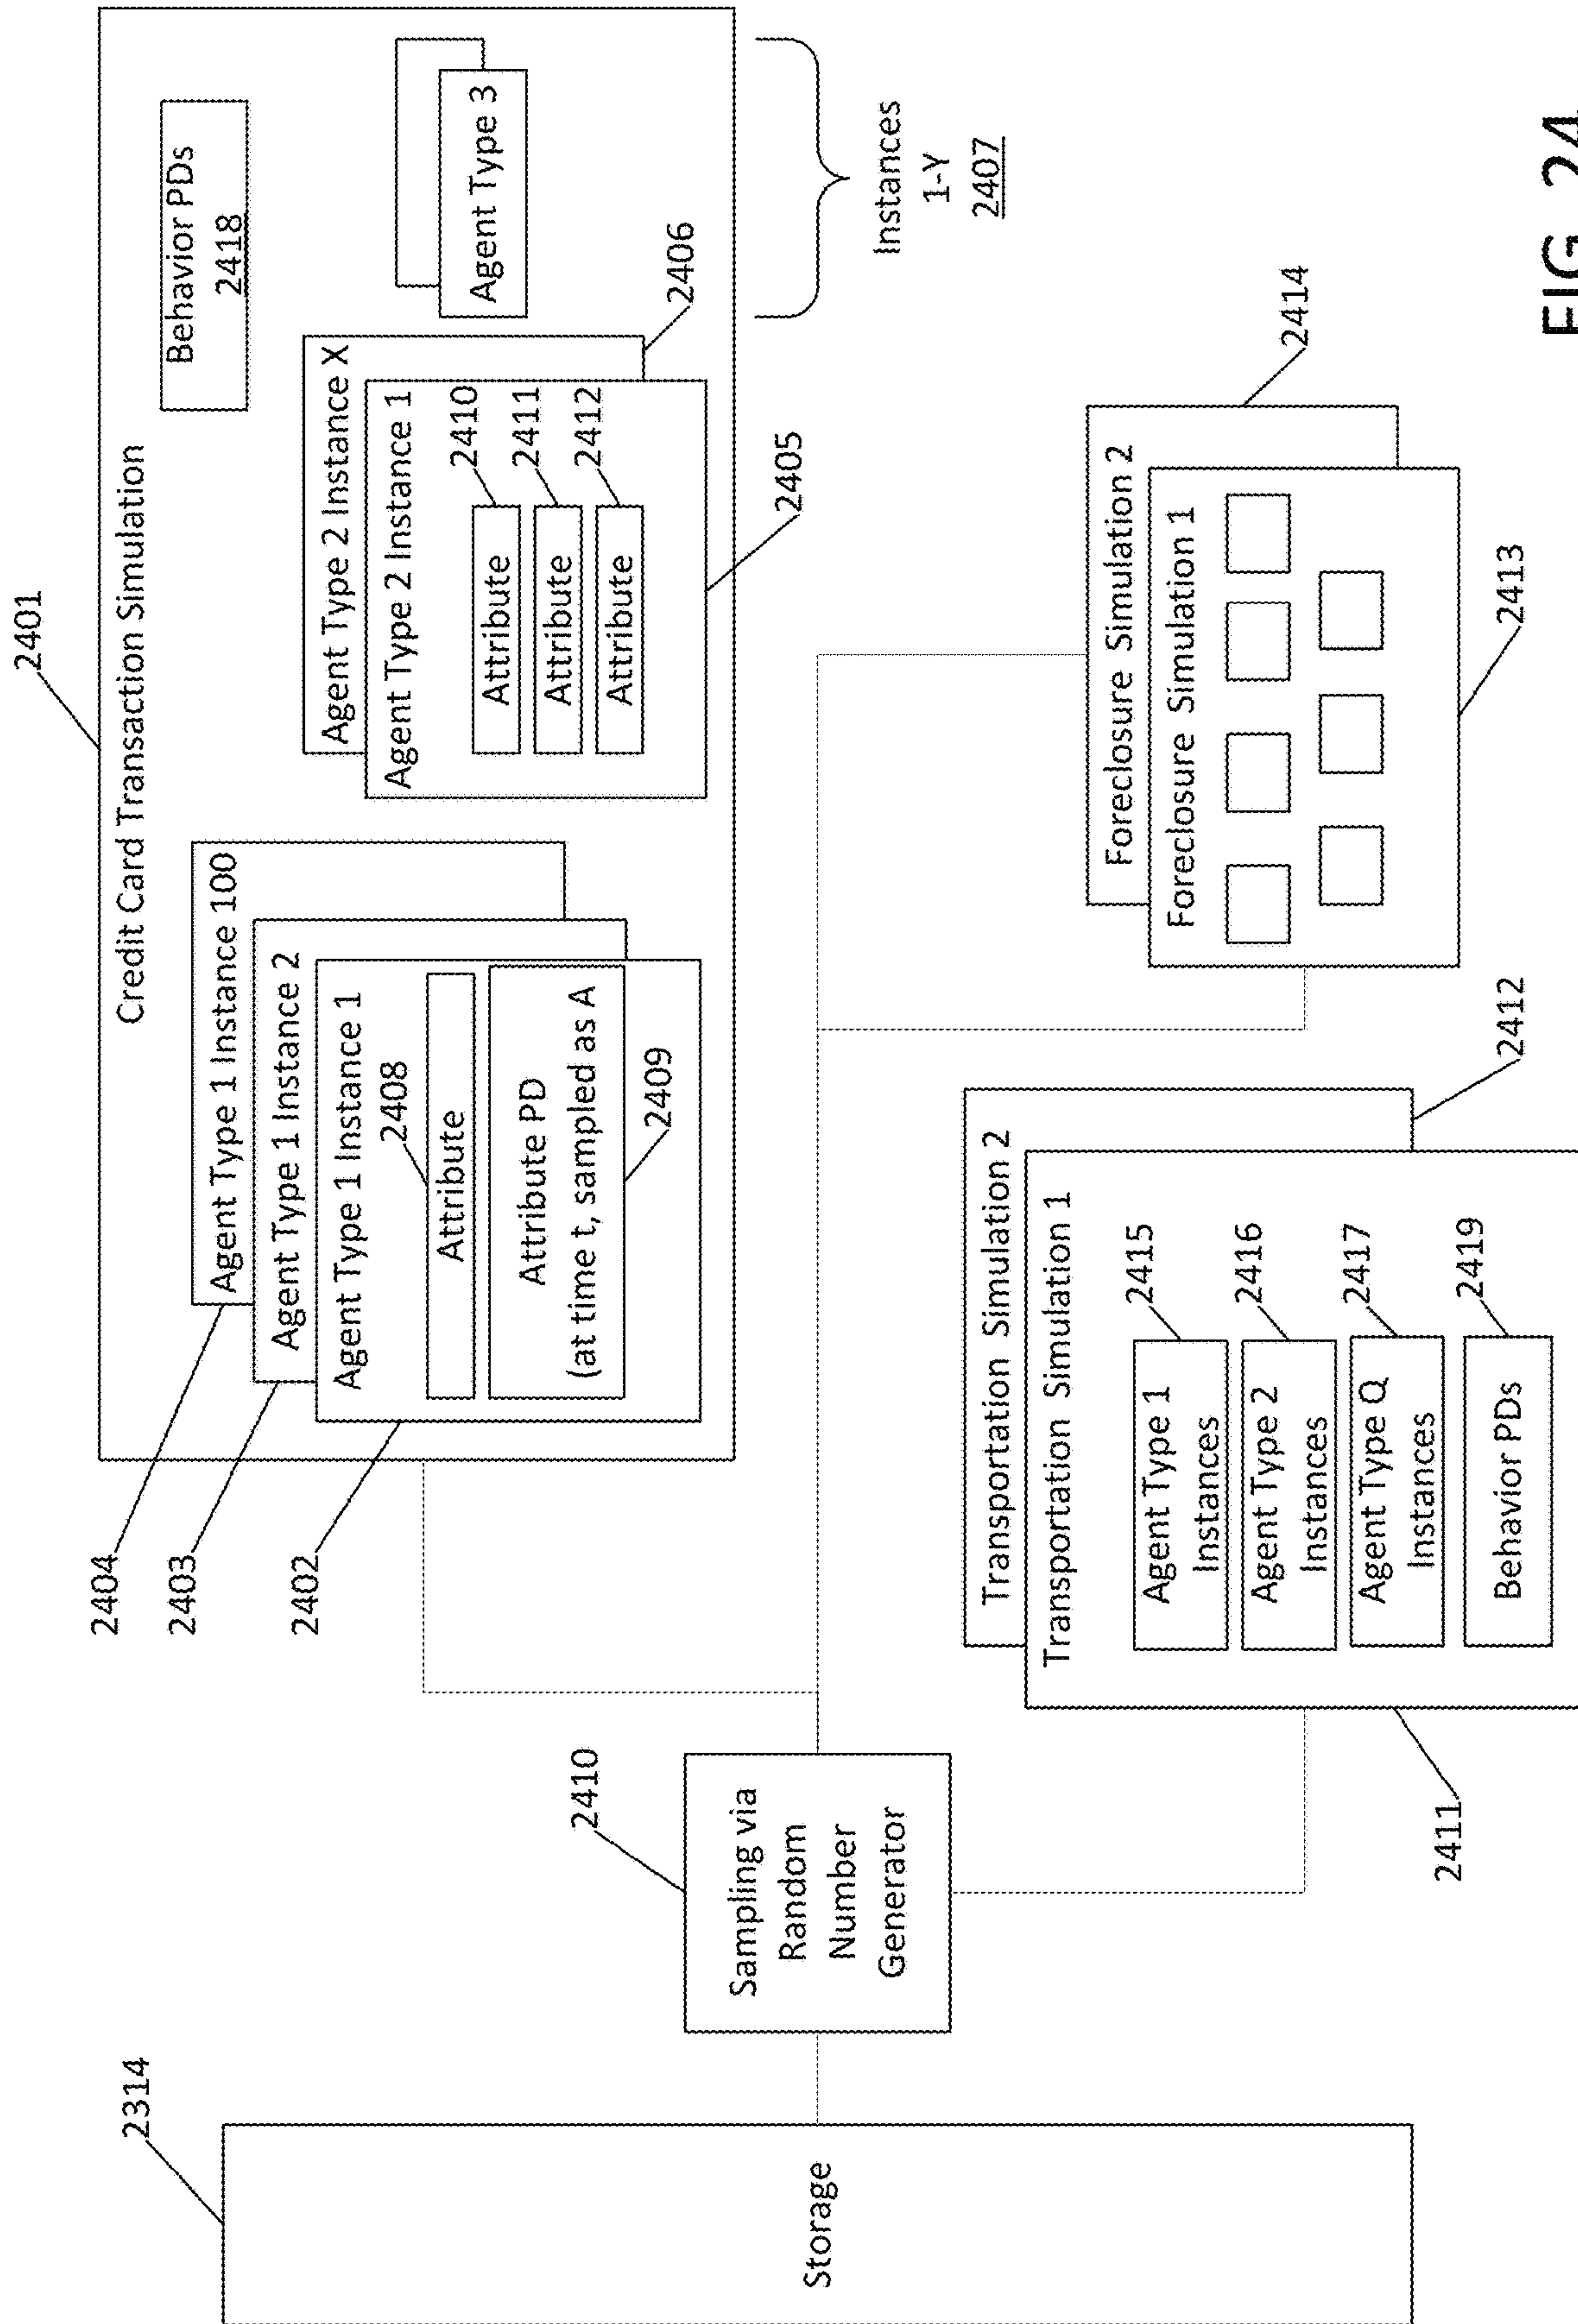 2314
Storage
2410
Sampling via
Random
Number
Generator
2401
Credit Card Transaction Simulation
2404
2403
2402
Agent Type 1 Instance 100
Agent Type 1 Instance 2
Agent Type 1 Instance 1
2408
Attribute
Attribute PD
(at time t, sampled as A
2409
Agent Type 2 Instance X
Agent Type 2 Instance 1
Attribute
2410
Attribute
2411
Attribute
2412
2405
2406
Behavior PDs
2418
Agent Type 3
Instances
1-Y
2407
Transportation Simulation 2
Transportation Simulation 1
Agent Type 1
Instances
2415
Agent Type 2
Instances
2416
Agent Type Q
Instances
2417
Behavior PDs
2419
2411
2412
Foreclosure Simulation 2
Foreclosure Simulation 1
2413
2414
FIG. 24